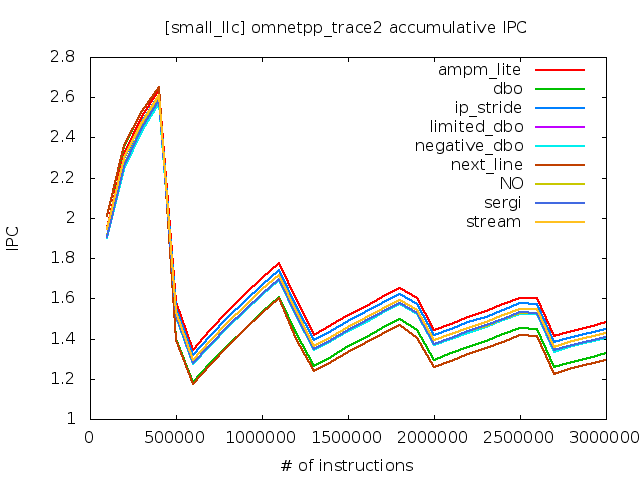 [small_llc] omnetpp_trace2 accumulative IPC
2.8
2.6
2.4
2.2
2
1.8
1.6
1.4
1.2
1
IPC
ampm_lite
dbo
ip_stride
limited_dbo
negative_dbo
next_line
NO
sergi
stream
0 500000 1000000 1500000 2000000 2500000 3000000
# of instructions